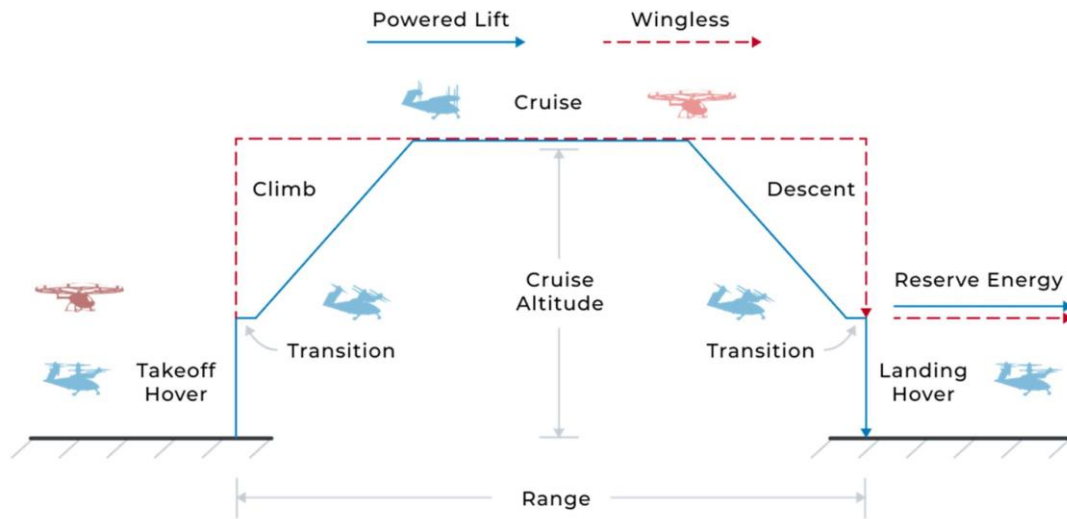 Powered Lift
Wingless
Cruise
Climb
Descent
Cruise
Altitude
Reserve Energy
Transition
Transition
Takeoff
Hover
Landing
Hover
Range